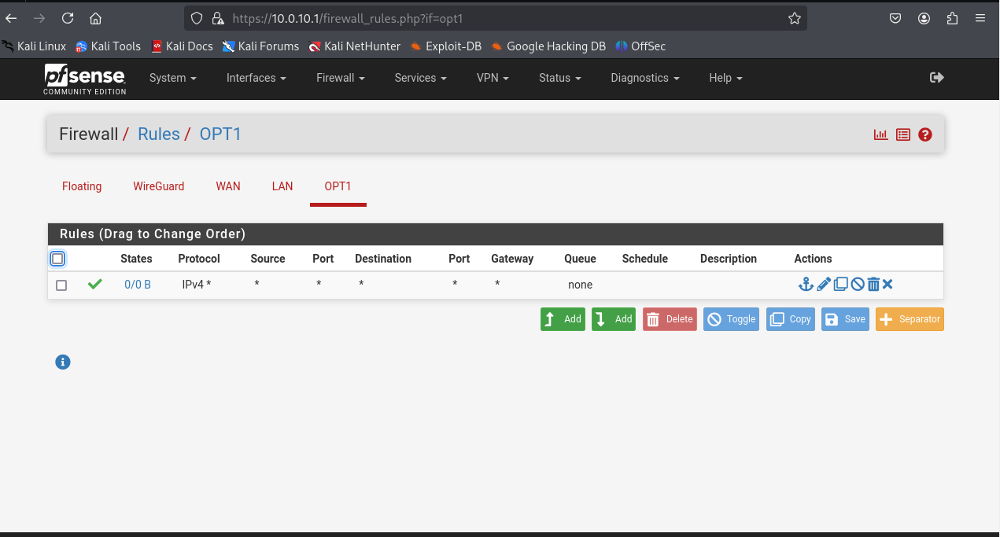 https://10.0.10.1/firewall_rules.php?if=opt1
Kali Linux Kali Tools Kali Docs Kali Forums Kali NetHunter Exploit-DB Google Hacking DB OffSec
pfsense System Interfaces Firewall Services VPN Status Diagnostics Help
COMMUNITY EDITION
Firewall / Rules / OPT1
Floating WireGuard WAN LAN OPT1
Rules (Drag to Change Order)
States Protocol Source Port Destination Port Gateway Queue Schedule Description Actions
0/0 B IPv4 * * * * * * none
Add Add Delete Toggle Copy Save Separator